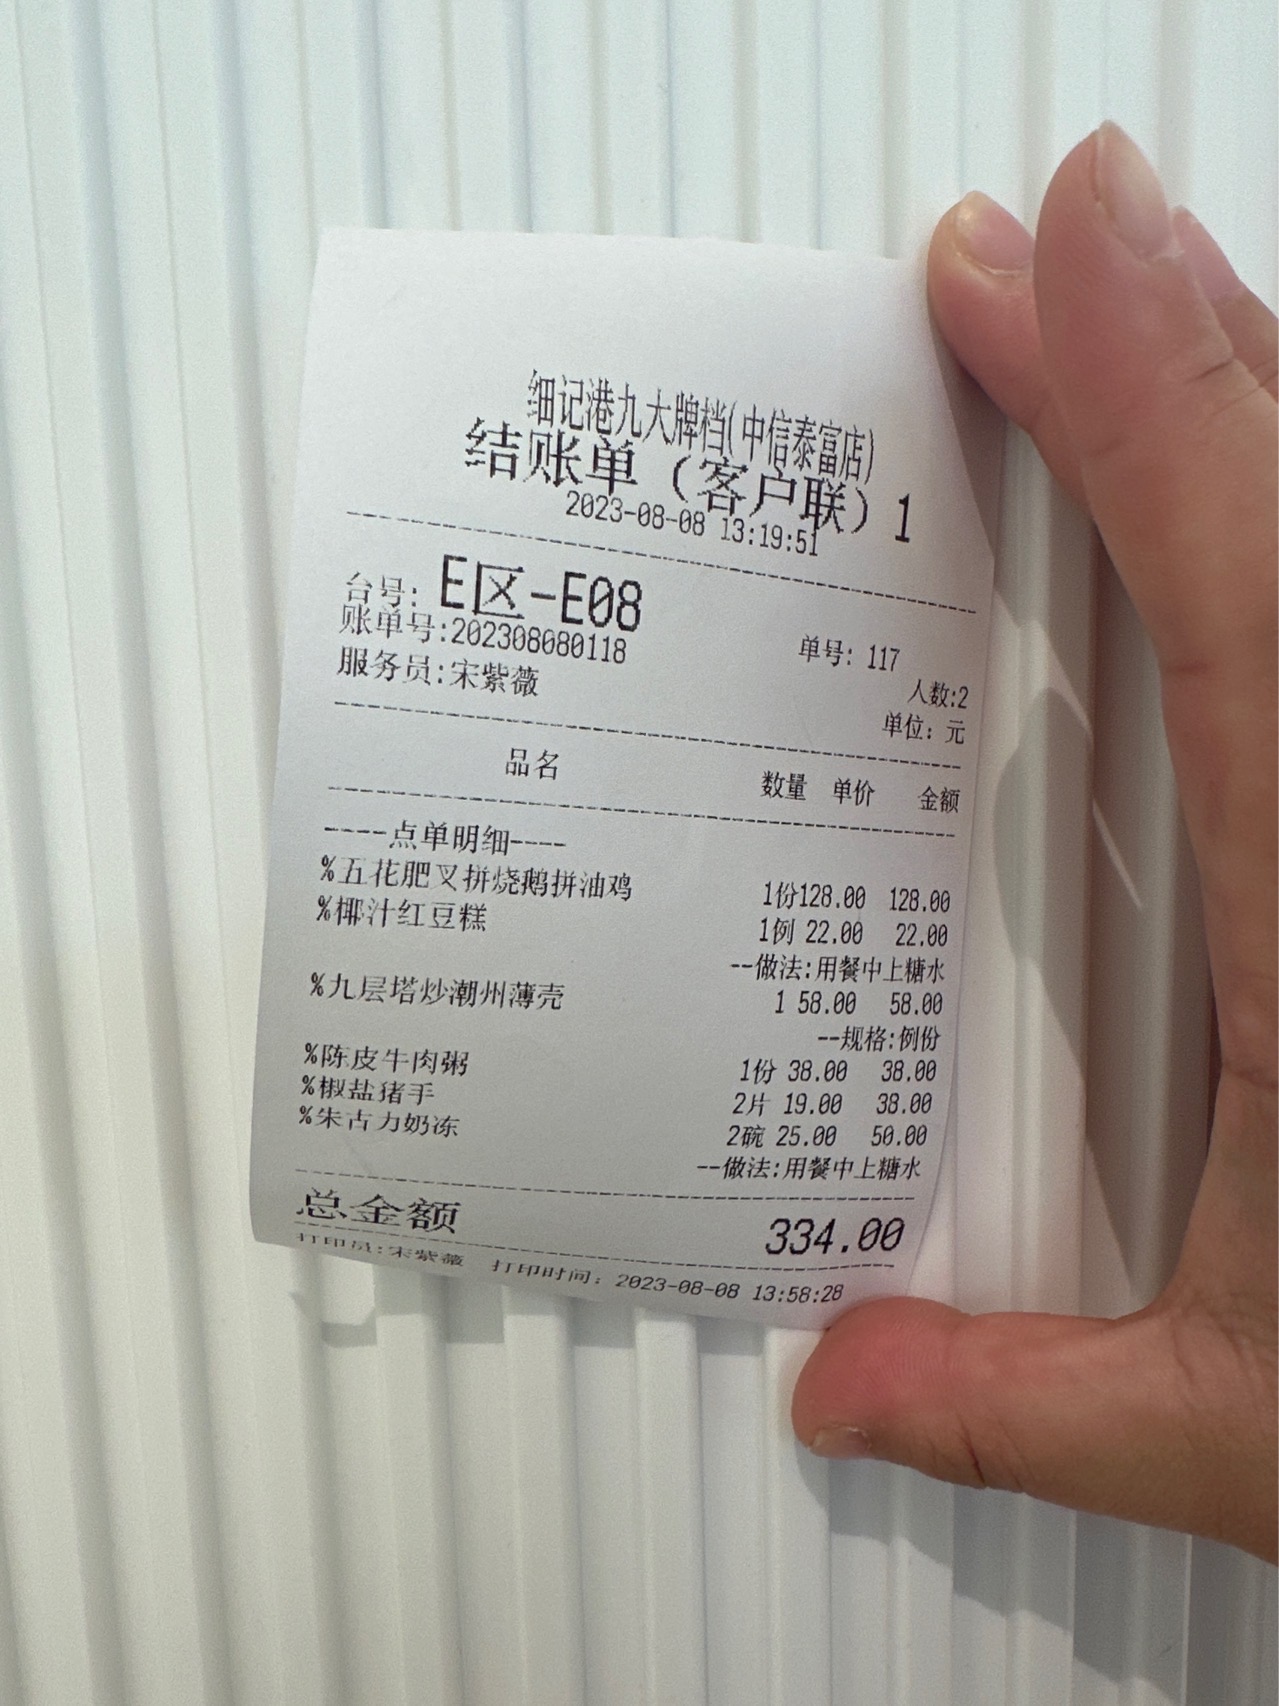 细记港九大牌档(中信泰富店)
结账单（客户联）1
2023-08-08 13:19:51
台号: E区-E08
账单号:202308080118 单号: 117
服务员:宋紫薇 人数:2
单位: 元
品名 数量 单价 金额
----点单明细----
%五花肥叉拼烧鹅拼油鸡 1份128.00 128.00
%椰汁红豆糕 1例 22.00 22.00
--做法:用餐中上糖水
%九层塔炒潮州薄壳 1 58.00 58.00
--规格:例份
%陈皮牛肉粥 1份 38.00 38.00
%椒盐猪手 2片 19.00 38.00
%朱古力奶冻 2碗 25.00 50.00
--做法:用餐中上糖水
总金额 334.00
打印员:宋紫薇 打印时间: 2023-08-08 13:58:28